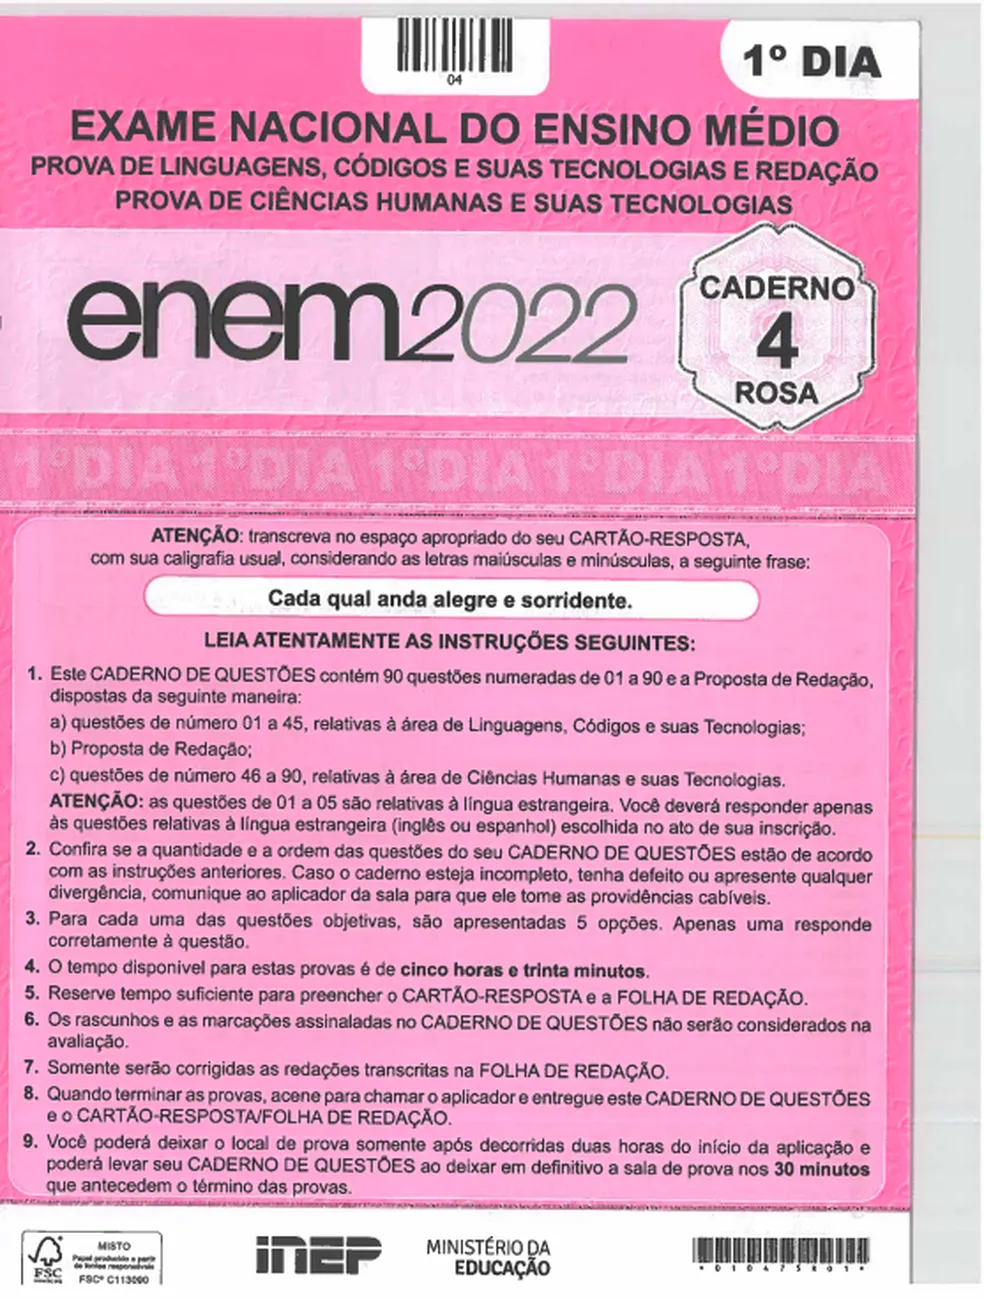 04
1º DIA
EXAME NACIONAL DO ENSINO MÉDIO
PROVA DE LINGUAGENS, CÓDIGOS E SUAS TECNOLOGIAS E REDAÇÃO
PROVA DE CIÊNCIAS HUMANAS E SUAS TECNOLOGIAS
enem2022
CADERNO
4
ROSA
1ºDIA 1ºDIA 1ºDIA 1ºDIA 1ºDIA
ATENÇÃO: transcreva no espaço apropriado do seu CARTÃO-RESPOSTA,
com sua caligrafia usual, considerando as letras maiúsculas e minúsculas, a seguinte frase:
Cada qual anda alegre e sorridente.
LEIA ATENTAMENTE AS INSTRUÇÕES SEGUINTES:
1. Este CADERNO DE QUESTÕES contém 90 questões numeradas de 01 a 90 e a Proposta de Redação,
dispostas da seguinte maneira:
a) questões de número 01 a 45, relativas à área de Linguagens, Códigos e suas Tecnologias;
b) Proposta de Redação;
c) questões de número 46 a 90, relativas à área de Ciências Humanas e suas Tecnologias.
ATENÇÃO: as questões de 01 a 05 são relativas à língua estrangeira. Você deverá responder apenas
às questões relativas à língua estrangeira (inglês ou espanhol) escolhida no ato de sua inscrição.
2. Confira se a quantidade e a ordem das questões do seu CADERNO DE QUESTÕES estão de acordo
com as instruções anteriores. Caso o caderno esteja incompleto, tenha defeito ou apresente qualquer
divergência, comunique ao aplicador da sala para que ele tome as providências cabíveis.
3. Para cada uma das questões objetivas, são apresentadas 5 opções. Apenas uma responde
corretamente à questão.
4. O tempo disponível para estas provas é de cinco horas e trinta minutos.
5. Reserve tempo suficiente para preencher o CARTÃO-RESPOSTA e a FOLHA DE REDAÇÃO.
6. Os rascunhos e as marcações assinaladas no CADERNO DE QUESTÕES não serão considerados na
avaliação.
7. Somente serão corrigidas as redações transcritas na FOLHA DE REDAÇÃO.
8. Quando terminar as provas, acene para chamar o aplicador e entregue este CADERNO DE QUESTÕES
e o CARTÃO-RESPOSTA/FOLHA DE REDAÇÃO.
9. Você poderá deixar o local de prova somente após decorridas duas horas do início da aplicação e
poderá levar seu CADERNO DE QUESTÕES ao deixar em definitivo a sala de prova nos 30 minutos
que antecedem o término das provas.
FSC
MISTO
Papel produzido a partir
de fontes responsáveis
FSC® C113090
inep
MINISTÉRIO DA
EDUCAÇÃO
*010475801*